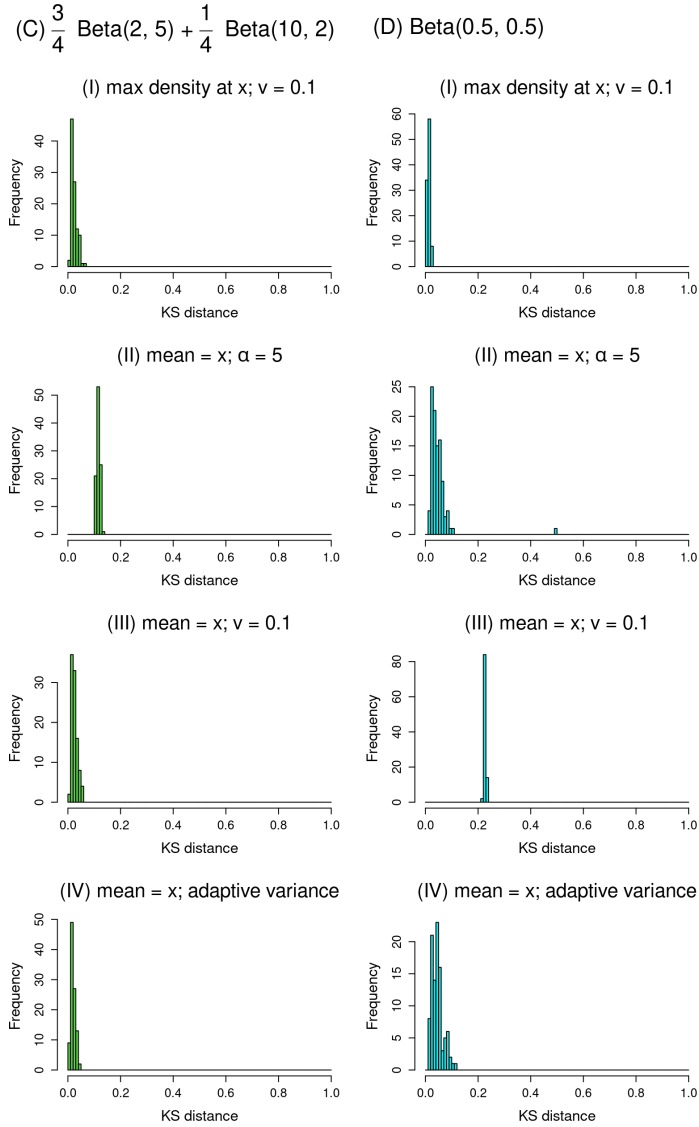 (C) 3/4 Beta(2, 5) + 1/4 Beta(10, 2)
(D) Beta(0.5, 0.5)
(I) max density at x; v = 0.1
Frequency
0 10 20 30 40
0.0 0.2 0.4 0.6 0.8 1.0
KS distance
(I) max density at x; v = 0.1
Frequency
0 10 20 30 40 50 60
0.0 0.2 0.4 0.6 0.8 1.0
KS distance
(II) mean = x; α = 5
Frequency
0 10 20 30 40 50
0.0 0.2 0.4 0.6 0.8 1.0
KS distance
(II) mean = x; α = 5
Frequency
0 5 10 15 20 25
0.0 0.2 0.4 0.6 0.8 1.0
KS distance
(III) mean = x; v = 0.1
Frequency
0 10 20 30
0.0 0.2 0.4 0.6 0.8 1.0
KS distance
(III) mean = x; v = 0.1
Frequency
0 20 40 60 80
0.0 0.2 0.4 0.6 0.8 1.0
KS distance
(IV) mean = x; adaptive variance
Frequency
0 10 20 30 40 50
0.0 0.2 0.4 0.6 0.8 1.0
KS distance
(IV) mean = x; adaptive variance
Frequency
0 5 10 15 20
0.0 0.2 0.4 0.6 0.8 1.0
KS distance